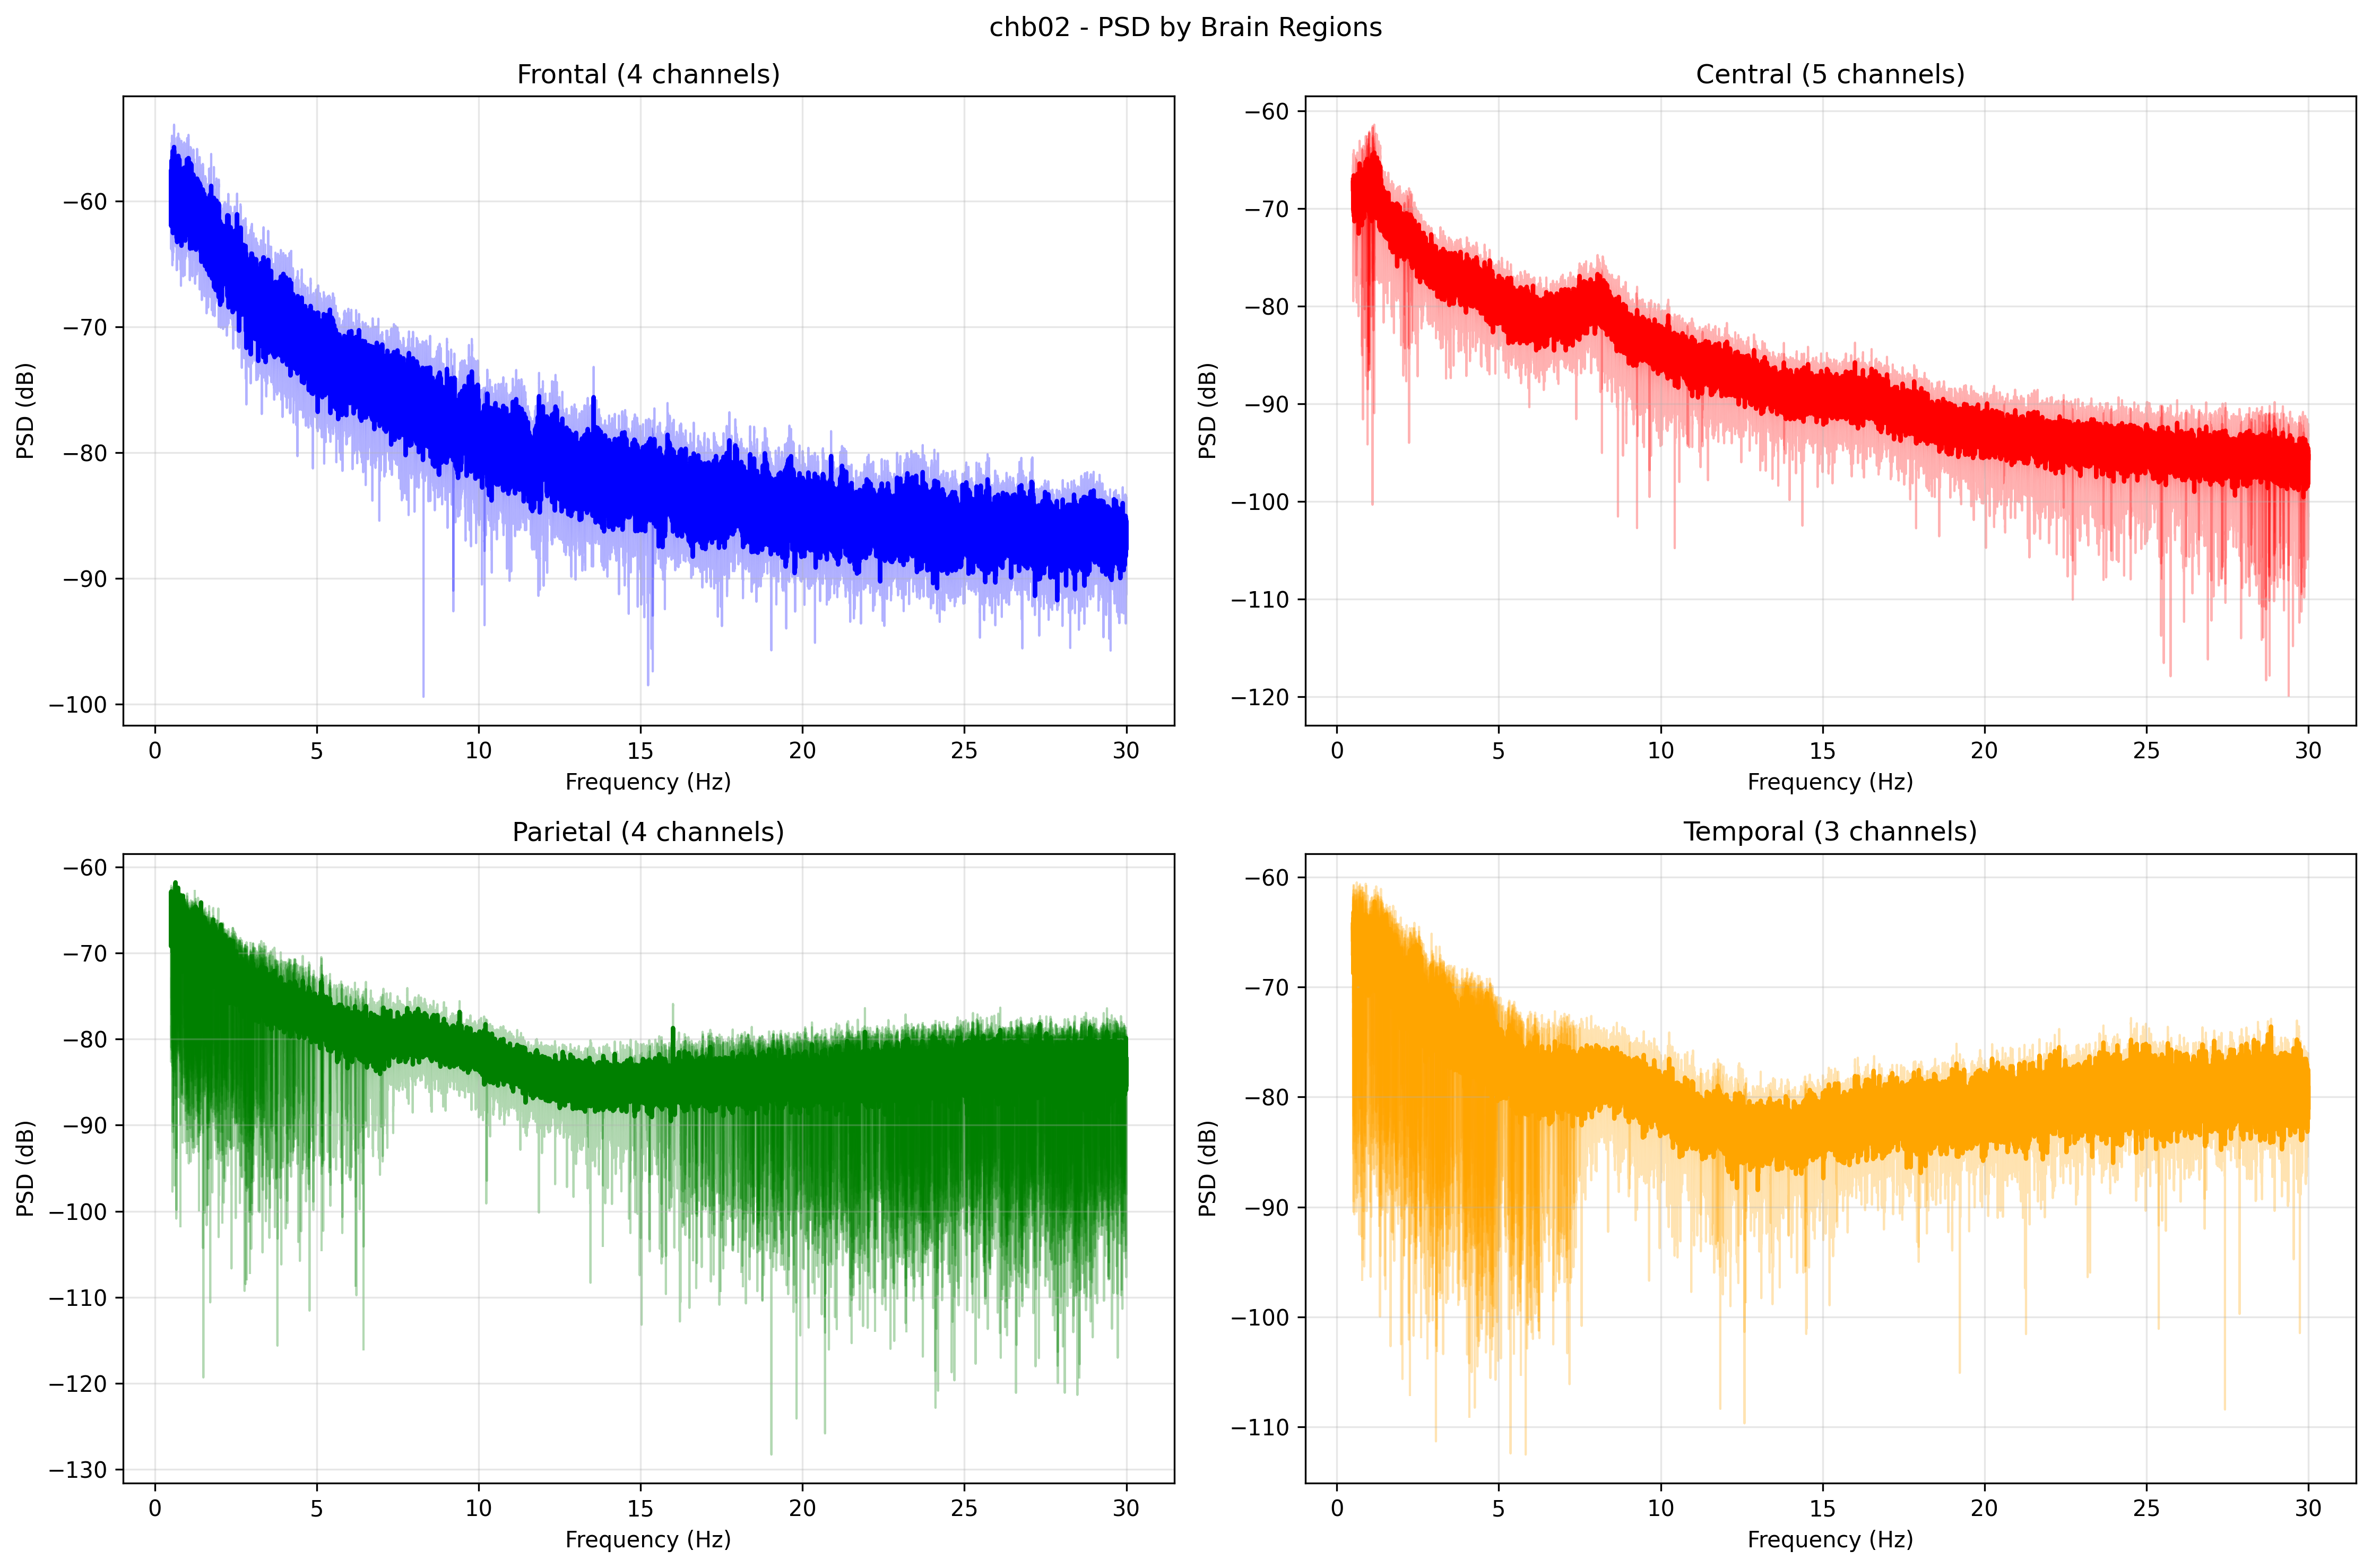 chb02 - PSD by Brain Regions
Frontal (4 channels)
PSD (dB)
−60
−70
−80
−90
−100
0 5 10 15 20 25 30
Frequency (Hz)
Central (5 channels)
PSD (dB)
−60
−70
−80
−90
−100
−110
−120
0 5 10 15 20 25 30
Frequency (Hz)
Parietal (4 channels)
PSD (dB)
−60
−70
−80
−90
−100
−110
−120
−130
0 5 10 15 20 25 30
Frequency (Hz)
Temporal (3 channels)
PSD (dB)
−60
−70
−80
−90
−100
−110
0 5 10 15 20 25 30
Frequency (Hz)